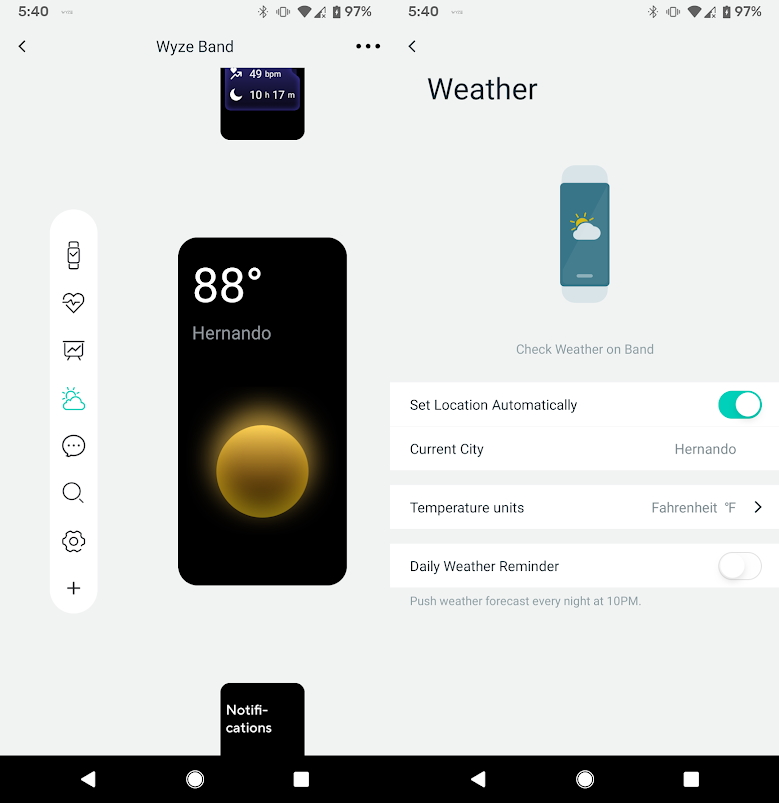 5:40
97%
Wyze Band
49 bpm
10 h 17 m
88°
Hernando
Notifi-
cations
5:40
97%
Weather
Check Weather on Band
Set Location Automatically
Current City
Hernando
Temperature units
Fahrenheit °F
Daily Weather Reminder
Push weather forecast every night at 10PM.